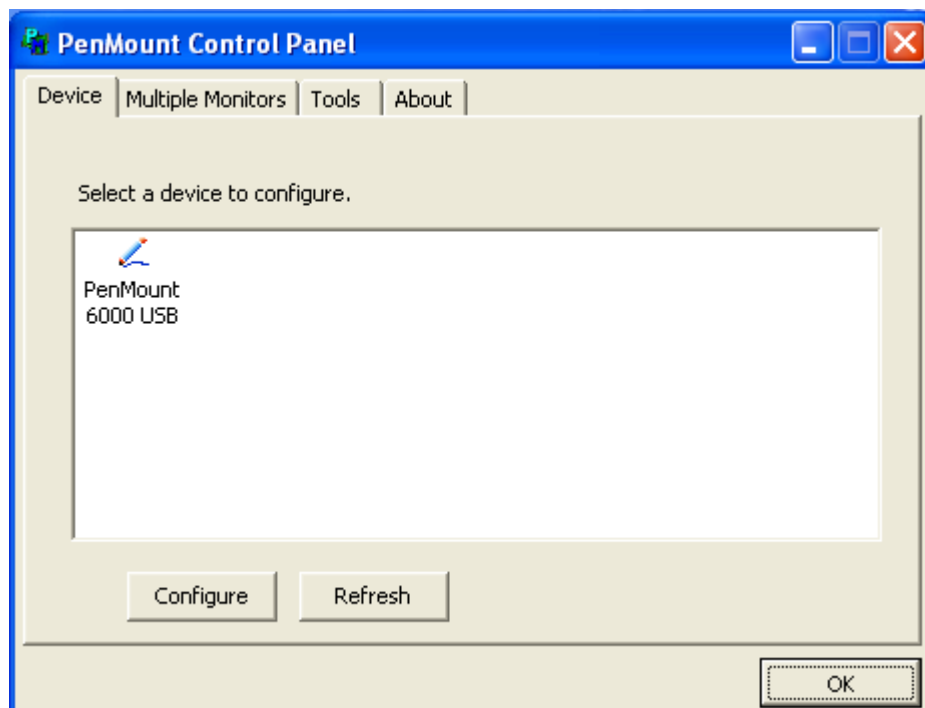 PenMount Control Panel
Device Multiple Monitors Tools About
Select a device to configure.
PenMount
6000 USB
Configure Refresh
OK